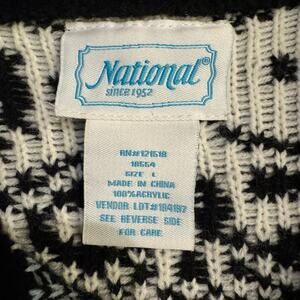 National®
since 1952
RN#121518
18554
SIZE L
MADE IN CHINA
100%ACRYLIC
VENDOR LOT#184197
SEE REVERSE SIDE
FOR CARE